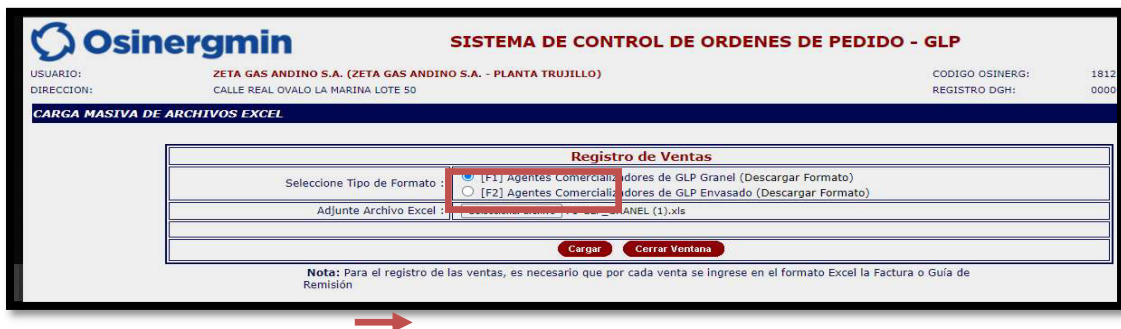 Osinergmin
SISTEMA DE CONTROL DE ORDENES DE PEDIDO - GLP
USUARIO: ZETA GAS ANDINO S.A. (ZETA GAS ANDINO S.A. - PLANTA TRUJILLO) CODIGO OSINERG: 1812
DIRECCION: CALLE REAL OVALO LA MARINA LOTE 50 REGISTRO DGH: 0000
CARGA MASIVA DE ARCHIVOS EXCEL
Registro de Ventas
Seleccione Tipo de Formato :
[F1] Agentes Comercializadores de GLP Granel (Descargar Formato)
[F2] Agentes Comercializadores de GLP Envasado (Descargar Formato)
Adjunte Archivo Excel : (1).xls
Cargar Cerrar Ventana
Nota: Para el registro de las ventas, es necesario que por cada venta se ingrese en el formato Excel la Factura o Guía de
Remisión